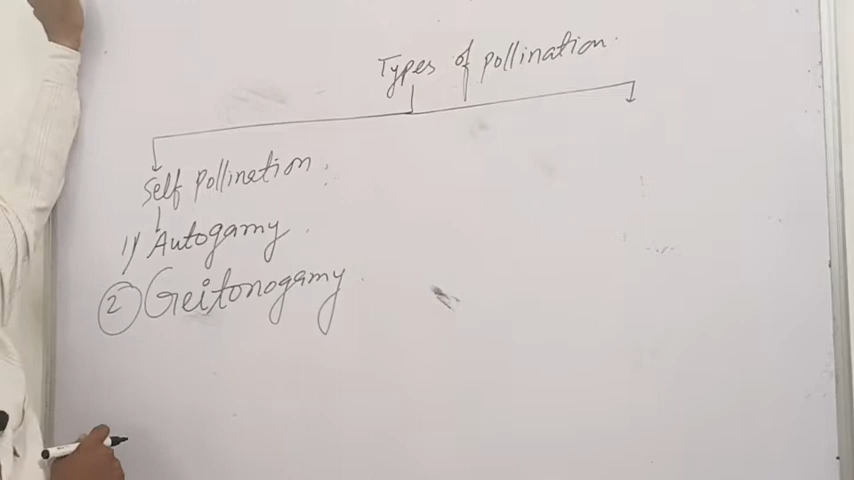 Types of pollination.
Self pollination.
1) Autogamy.
2 Geitonogamy.